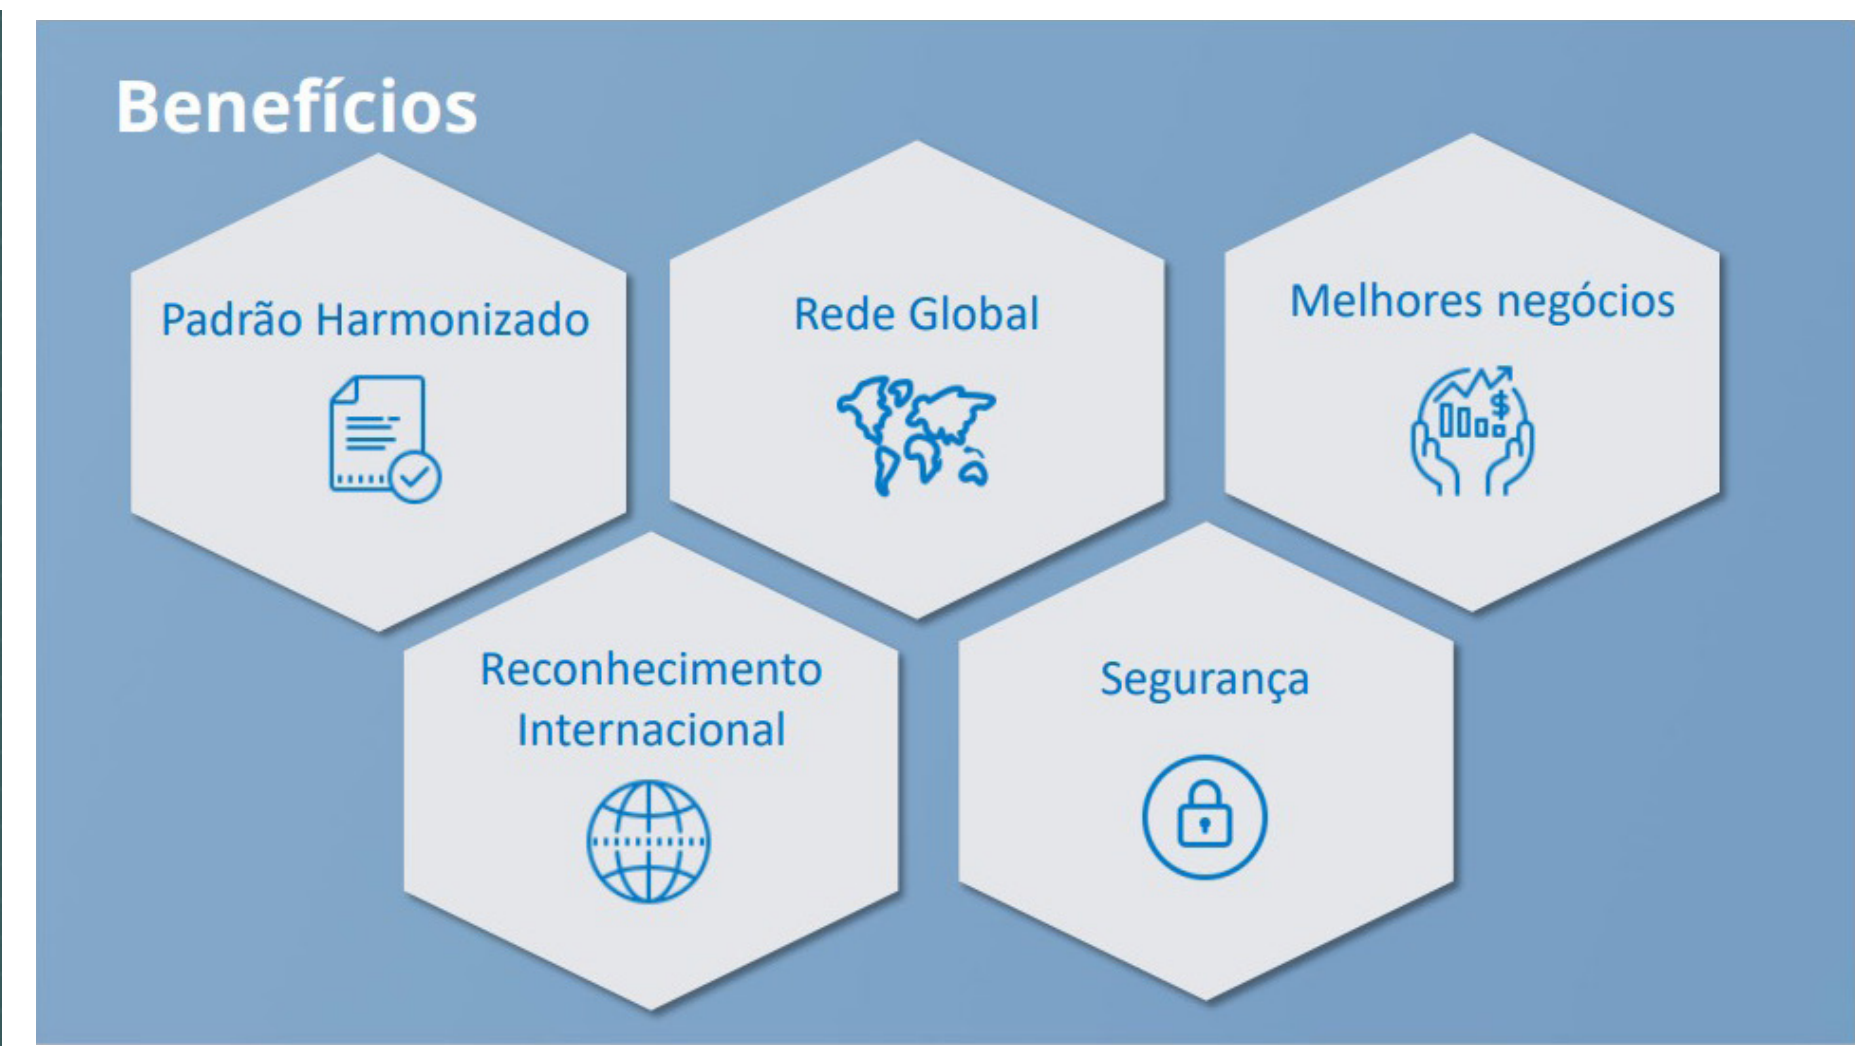 Benefícios
Padrão Harmonizado
Rede Global
Melhores negócios
$
Reconhecimento
Internacional
Segurança